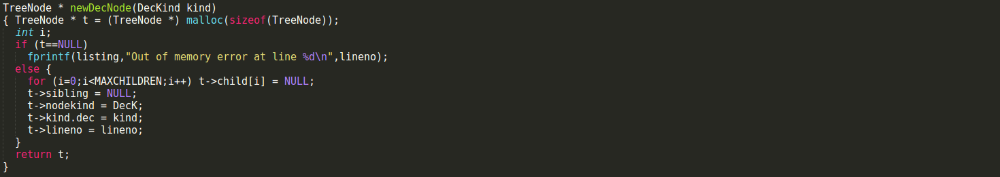 TreeNode * newDecNode(DecKind kind)
{ TreeNode * t = (TreeNode *) malloc(sizeof(TreeNode));
  int i;
  if (t==NULL)
    fprintf(listing,"Out of memory error at line %d\n",lineno);
  else {
    for (i=0;i<MAXCHILDREN;i++) t->child[i] = NULL;
    t->sibling = NULL;
    t->nodekind = DecK;
    t->kind.dec = kind;
    t->lineno = lineno;
  }
  return t;
}